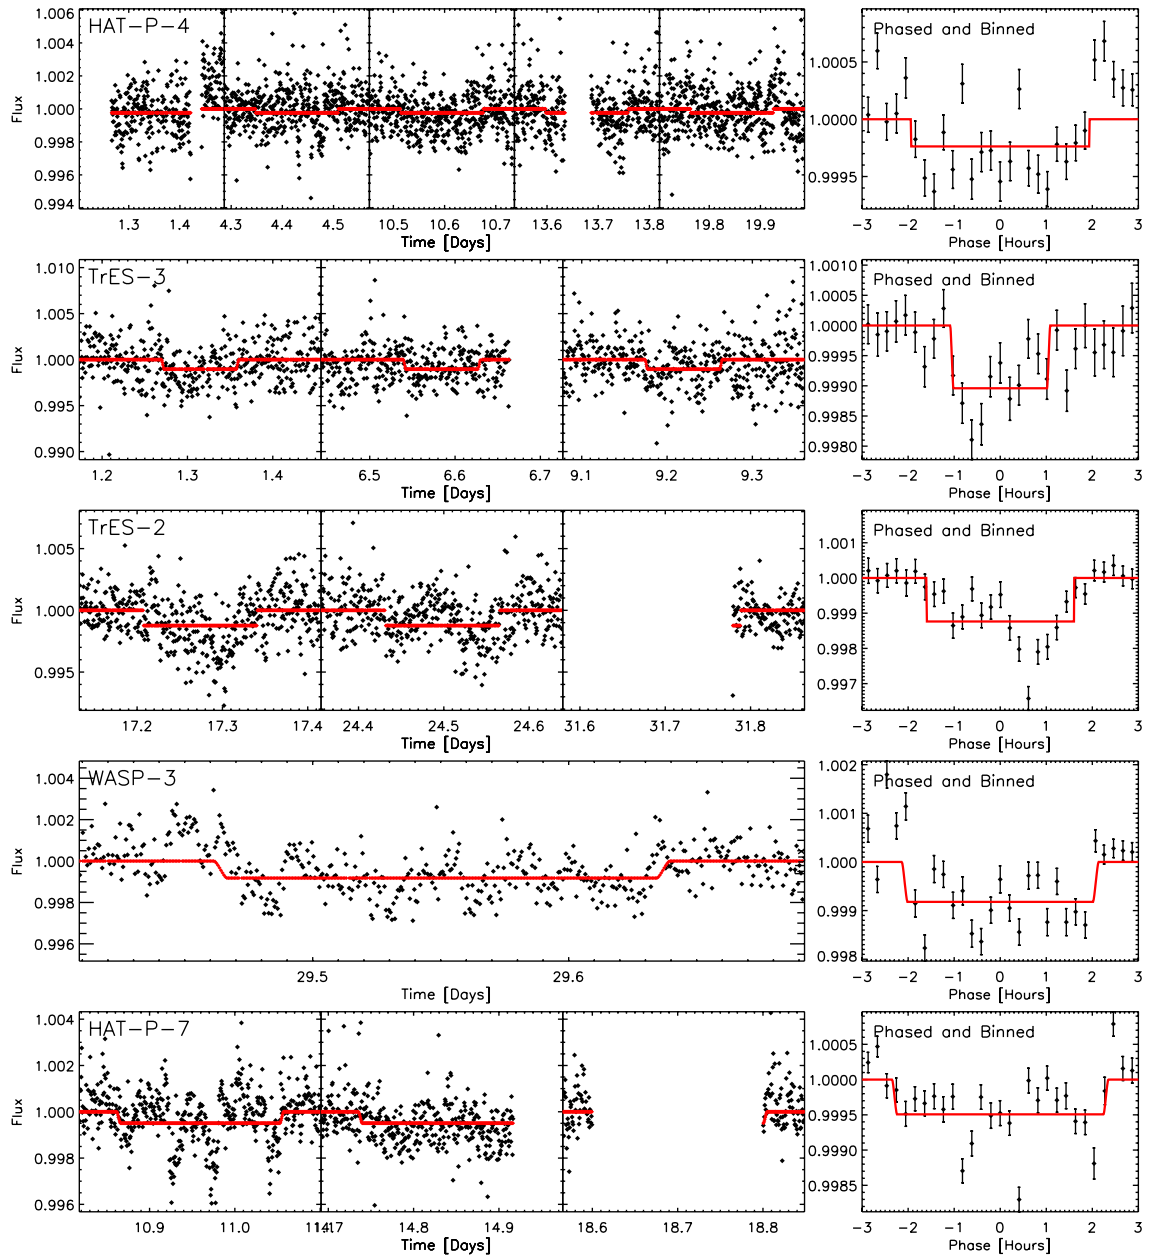 HAT-P-4
Phased and Binned
1.006
1.004
1.002
1.000
0.998
0.996
0.994
Flux
1.0005
1.0000
0.9995
1.3 1.4 4.3 4.4 4.5 10.5 10.6 10.7 13.6 13.7 13.8 19.8 19.9
Time [Days]
-3 -2 -1 0 1 2 3
Phase [Hours]
TrES-3
Phased and Binned
1.010
1.005
1.000
0.995
0.990
Flux
1.0010
1.0005
1.0000
0.9995
0.9990
0.9985
0.9980
1.2 1.3 1.4 6.5 6.6 6.7 9.1 9.2 9.3
Time [Days]
-3 -2 -1 0 1 2 3
Phase [Hours]
TrES-2
Phased and Binned
1.005
1.000
0.995
Flux
1.001
1.000
0.999
0.998
0.997
17.2 17.3 17.4 24.4 24.5 24.6 31.6 31.7 31.8
Time [Days]
-3 -2 -1 0 1 2 3
Phase [Hours]
WASP-3
Phased and Binned
1.004
1.002
1.000
0.998
0.996
Flux
1.002
1.001
1.000
0.999
0.998
29.5 29.6
Time [Days]
-3 -2 -1 0 1 2 3
Phase [Hours]
HAT-P-7
Phased and Binned
1.004
1.002
1.000
0.998
0.996
Flux
1.0005
1.0000
0.9995
0.9990
0.9985
10.9 11.0 14.8 14.9 18.6 18.7 18.8
Time [Days]
-3 -2 -1 0 1 2 3
Phase [Hours]